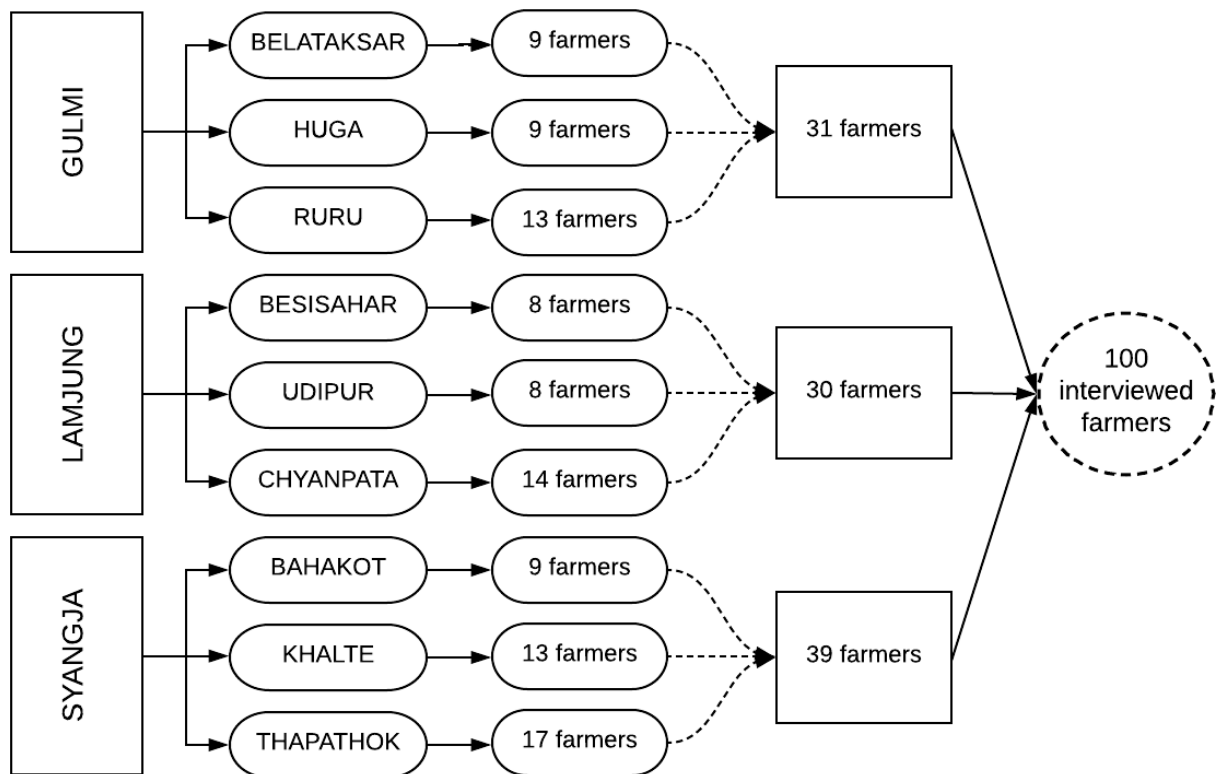 GULMI
BELATAKSAR
9 farmers
HUGA
9 farmers
RURU
13 farmers
31 farmers
LAMJUNG
BESISAHAR
8 farmers
UDIPUR
8 farmers
CHYANPATA
14 farmers
30 farmers
SYANGJA
BAHAKOT
9 farmers
KHALTE
13 farmers
THAPATHOK
17 farmers
39 farmers
100
interviewed
farmers